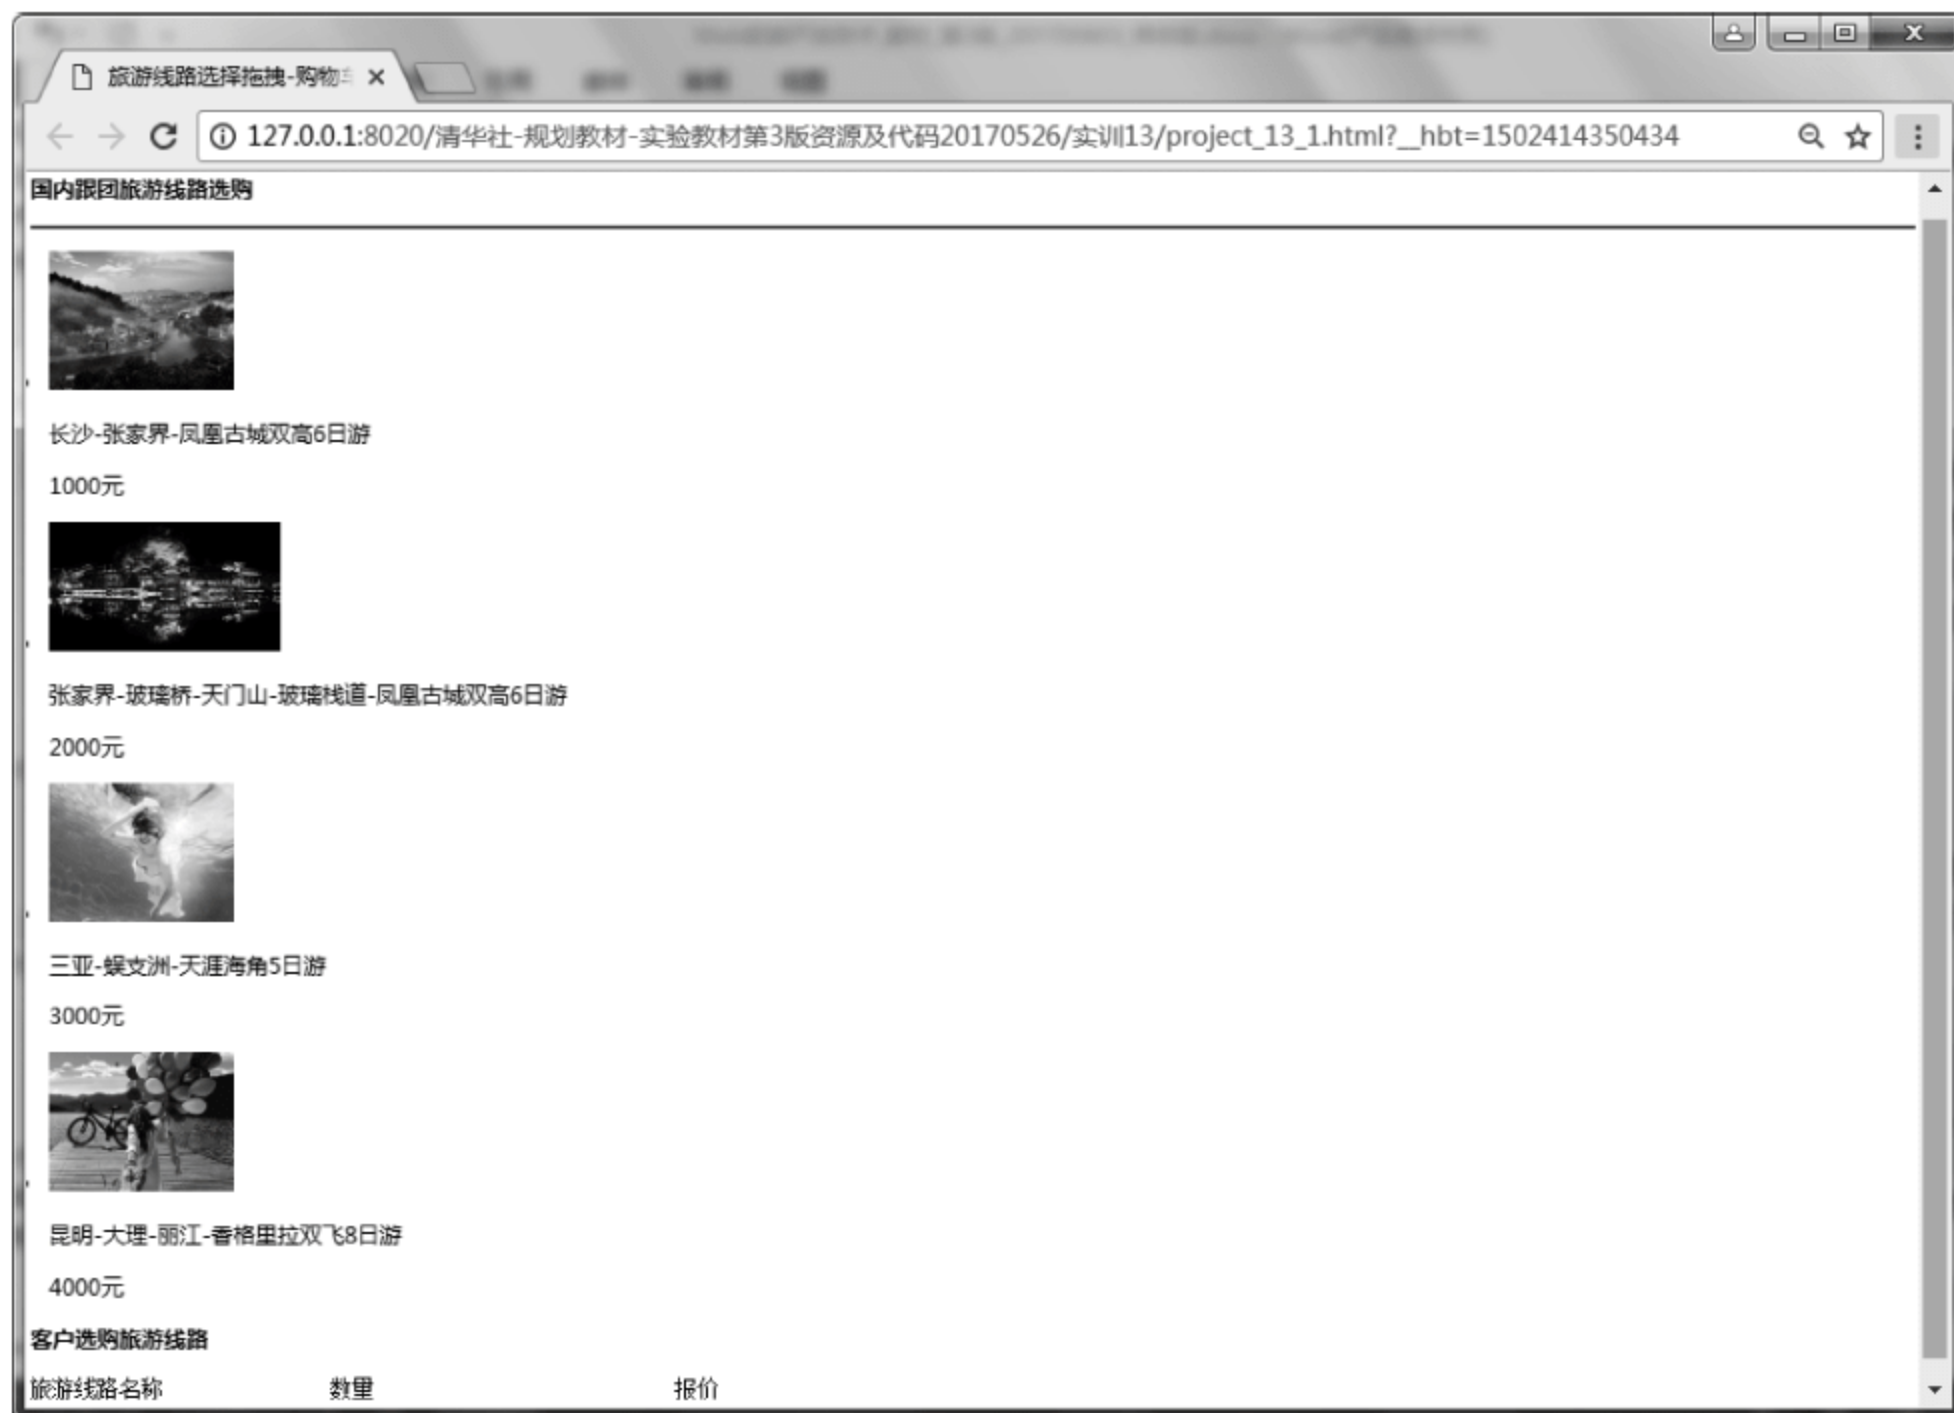 旅游线路选择拖拽-购物
127.0.0.1:8020/清华社-规划教材-实验教材第3版资源及代码20170526/实训13/project_13_1.html?__hbt=1502414350434
国内跟团旅游线路选购
长沙-张家界-凤凰古城双高6日游
1000元
张家界-玻璃桥-天门山-玻璃栈道-凤凰古城双高6日游
2000元
三亚-蜈支洲-天涯海角5日游
3000元
昆明-大理-丽江-香格里拉双飞8日游
4000元
客户选购旅游线路
旅游线路名称 数量 报价